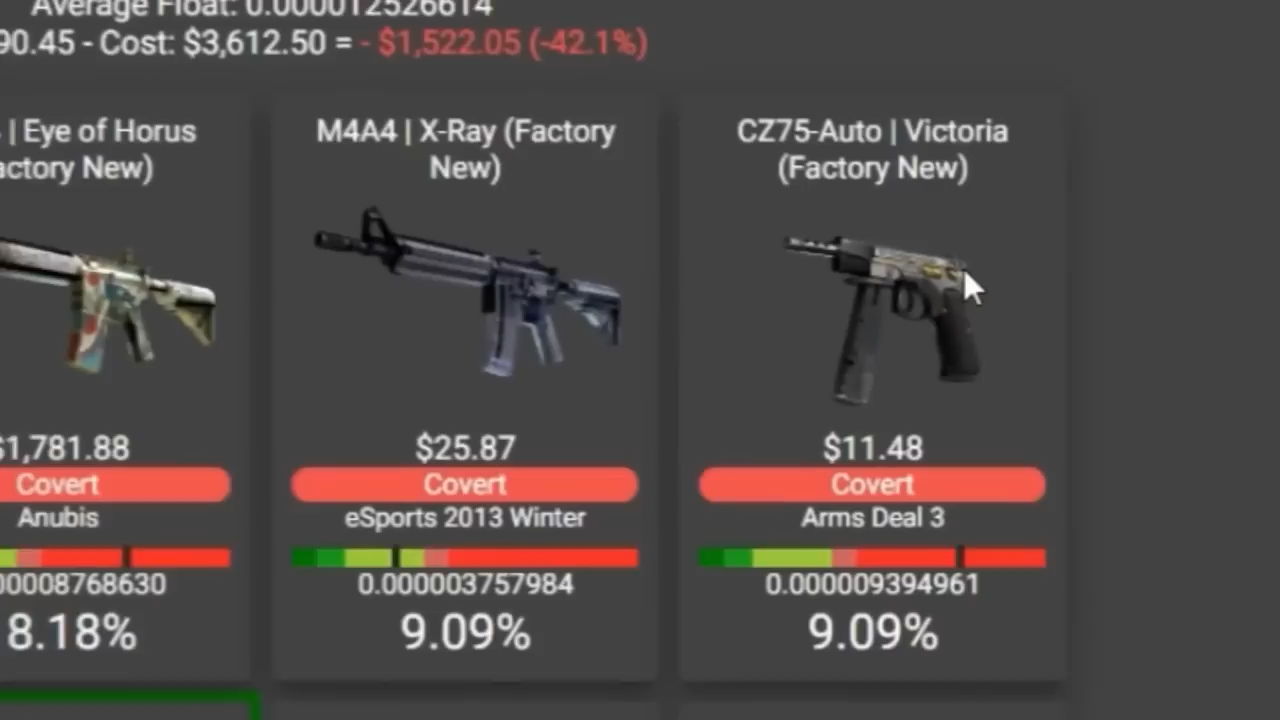 Average Float: 0.000012526614
90.45 - Cost: $3,612.50 = - $1,522.05 (-42.1%)
| Eye of Horus
actory New)
$1,781.88
Covert
Anubis
00008768630
8.18%
M4A4 | X-Ray (Factory
New)
$25.87
Covert
eSports 2013 Winter
0.000003757984
9.09%
CZ75-Auto | Victoria
(Factory New)
$11.48
Covert
Arms Deal 3
0.000009394961
9.09%